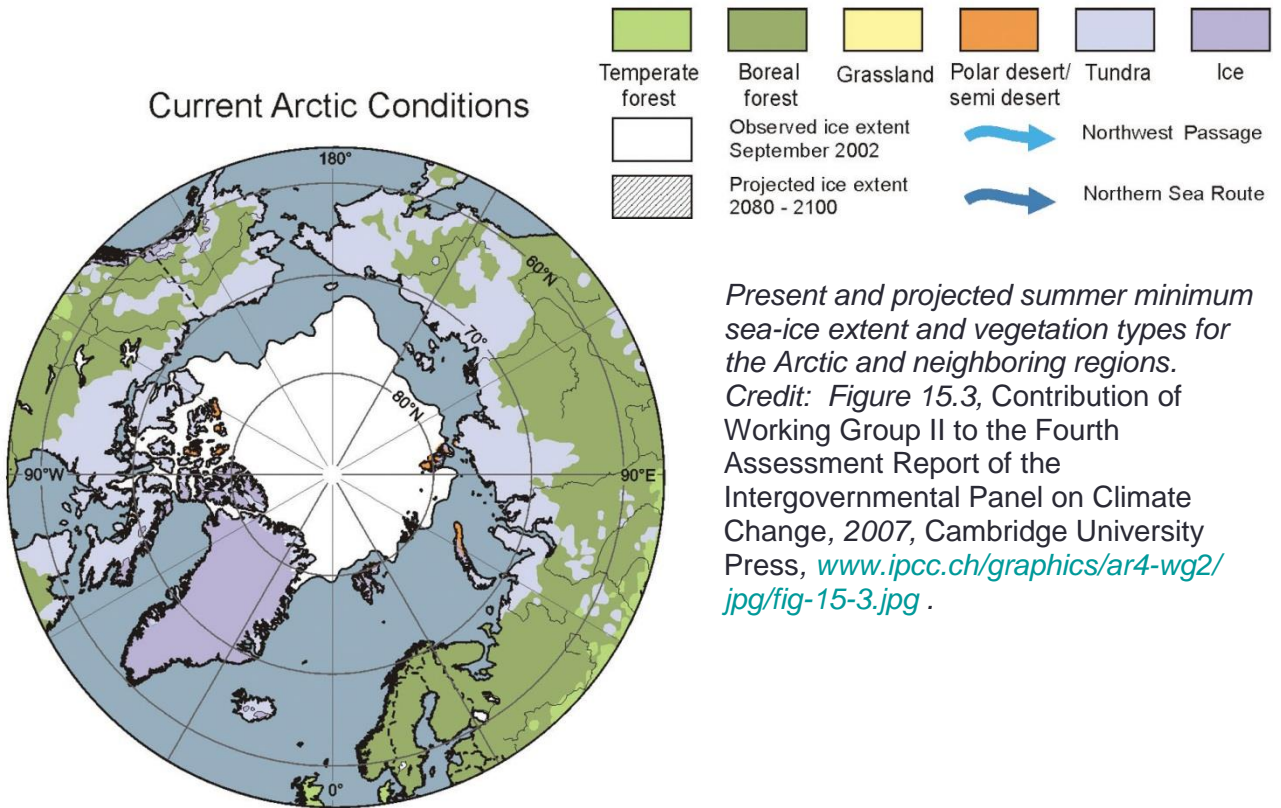 Temperate forest
Boreal forest
Grassland
Polar desert/ semi desert
Tundra
Ice
Observed ice extent
September 2002
Northwest Passage
Projected ice extent
2080 - 2100
Northern Sea Route
Current Arctic Conditions
180°
60°N
70°
80°N
90°W
90°E
0°
Present and projected summer minimum
sea-ice extent and vegetation types for
the Arctic and neighboring regions.
Credit: Figure 15.3, Contribution of
Working Group II to the Fourth
Assessment Report of the
Intergovernmental Panel on Climate
Change, 2007, Cambridge University
Press, www.ipcc.ch/graphics/ar4-wg2/
jpg/fig-15-3.jpg .